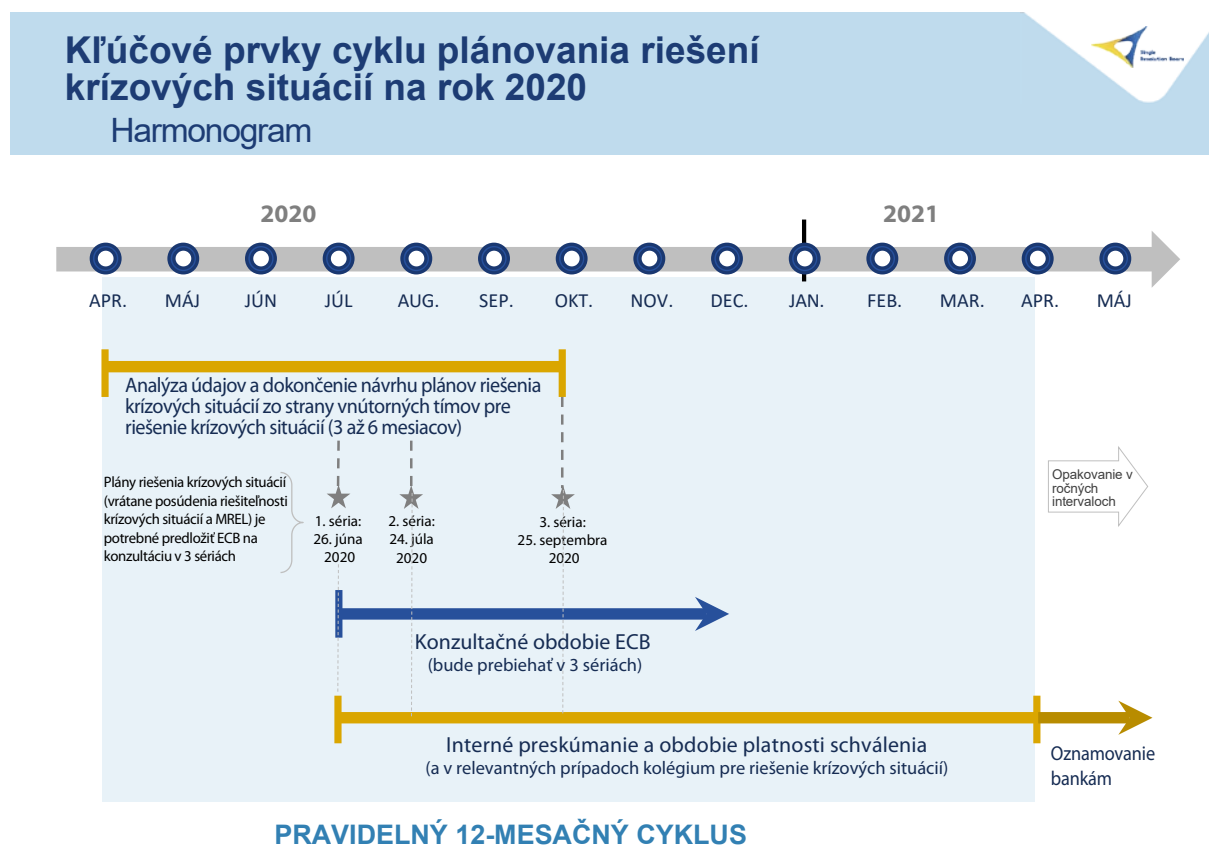 Kľúčové prvky cyklu plánovania riešení
krízových situácií na rok 2020
Harmonogram
Single
Resolution Board
2020
2021
APR.
MÁJ
JÚN
JÚL
AUG.
SEP.
OKT.
NOV.
DEC.
JAN.
FEB.
MAR.
APR.
MÁJ
Analýza údajov a dokončenie návrhu plánov riešenia
krízových situácií zo strany vnútorných tímov pre
riešenie krízových situácií (3 až 6 mesiacov)
Plány riešenia krízových situácií
(vrátane posúdenia riešiteľnosti
krízových situácií a MREL) je
potrebné predložiť ECB na
konzultáciu v 3 sériách
1. séria:
26. júna
2020
2. séria:
24. júla
2020
3. séria:
25. septembra
2020
Opakovanie v
ročných
intervaloch
Konzultačné obdobie ECB
(bude prebiehať v 3 sériách)
Interné preskúmanie a obdobie platnosti schválenia
(a v relevantných prípadoch kolégium pre riešenie krízových situácií)
Oznamovanie
bankám
PRAVIDELNÝ 12-MESAČNÝ CYKLUS